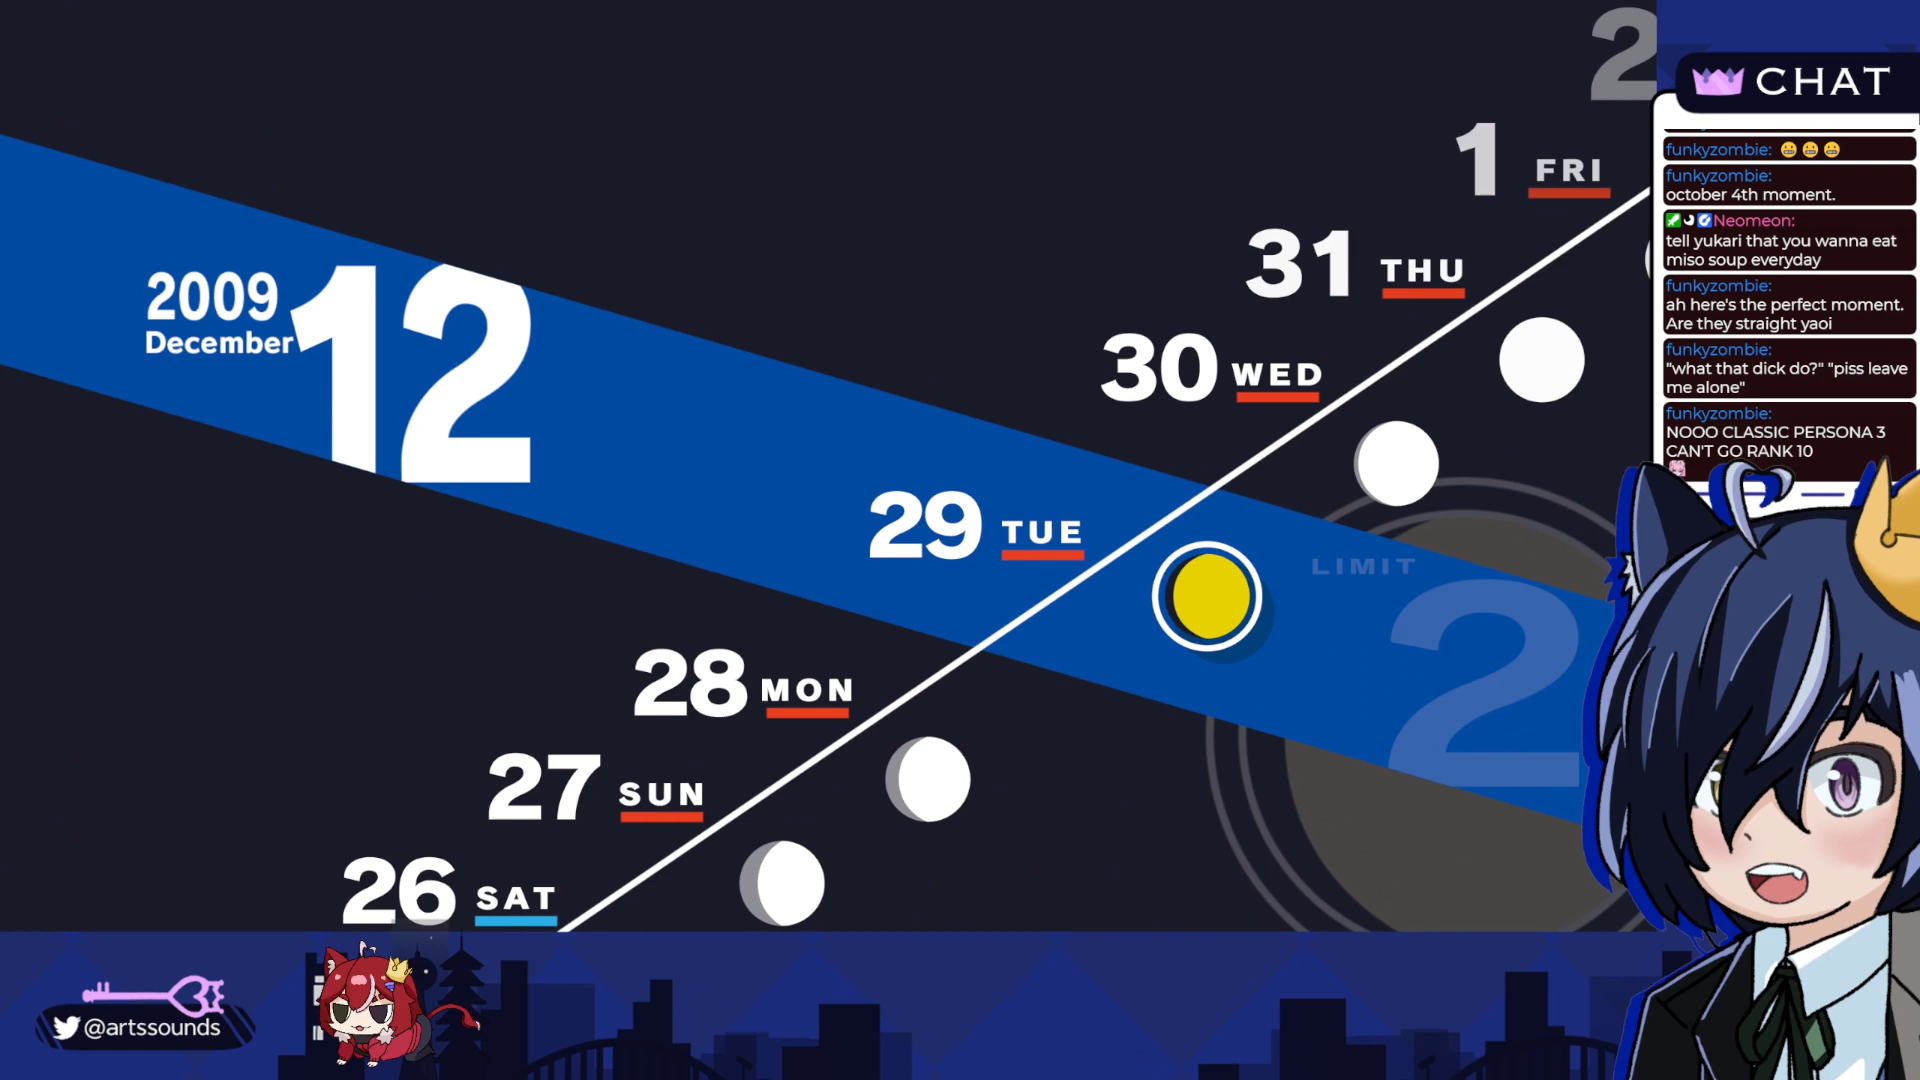 2
1 FRI
31 THU
30 WED
29 TUE
28 MON
27 SUN
26 SAT
2009
December
12
LIMIT
2
CHAT
funkyzombie: 😬 😬 😬
funkyzombie:
october 4th moment.
Neomeon:
tell yukari that you wanna eat
miso soup everyday
funkyzombie:
ah here's the perfect moment.
Are they straight yaoi
funkyzombie:
"what that dick do?" "piss leave
me alone"
funkyzombie:
NOOO CLASSIC PERSONA 3
CAN'T GO RANK 10
@artssounds